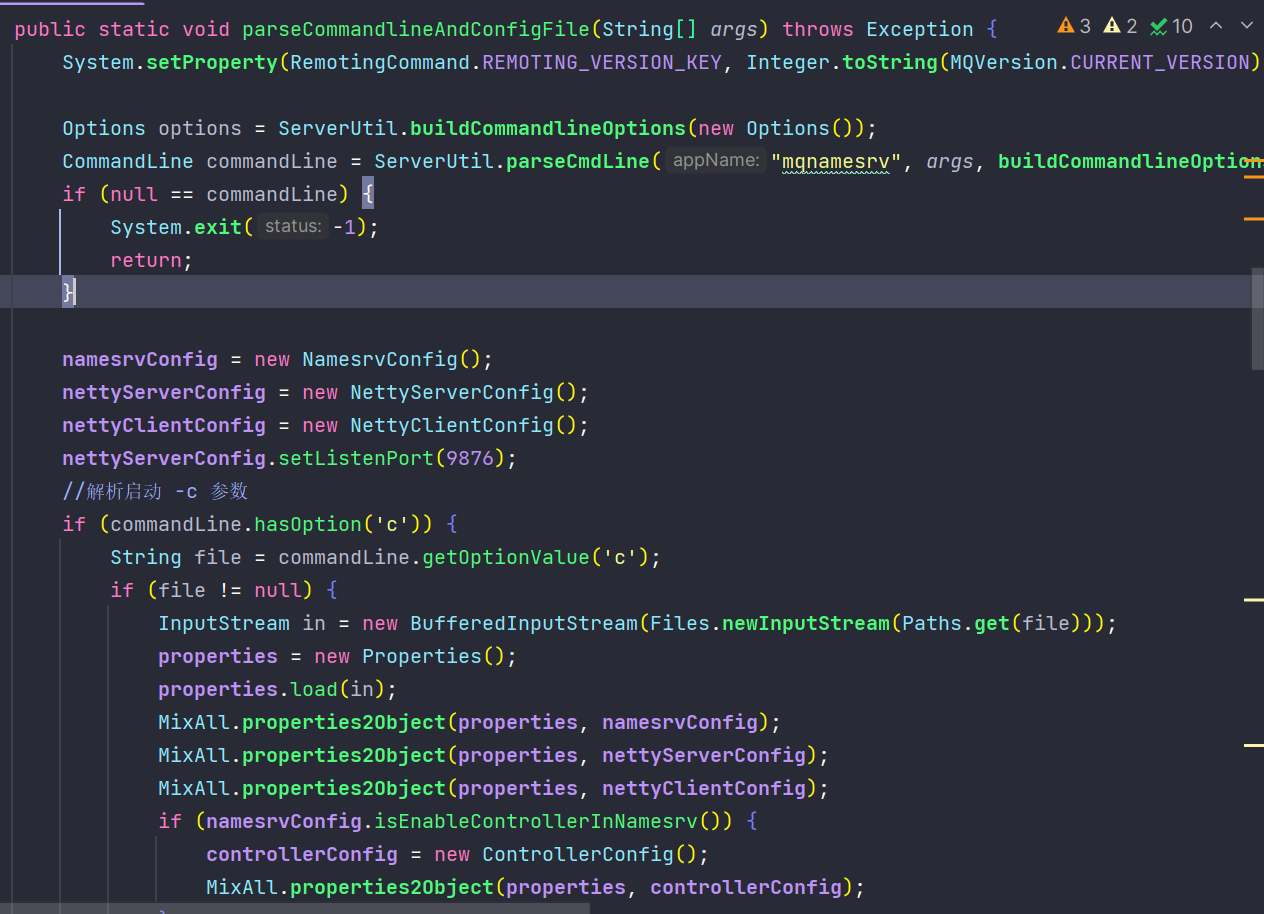 public static void parseCommandlineAndConfigFile(String[] args) throws Exception { 3 2 10
System.setProperty(RemotingCommand.REMOTING_VERSION_KEY, Integer.toString(MQVersion.CURRENT_VERSION)
Options options = ServerUtil.buildCommandlineOptions(new Options());
CommandLine commandLine = ServerUtil.parseCmdLine( appName: "mqnamesrv", args, buildCommandlineOption
if (null == commandLine) {
System.exit( status: -1);
return;
}
namesrvConfig = new NamesrvConfig();
nettyServerConfig = new NettyServerConfig();
nettyClientConfig = new NettyClientConfig();
nettyServerConfig.setListenPort(9876);
//解析启动 -c 参数
if (commandLine.hasOption('c')) {
String file = commandLine.getOptionValue('c');
if (file != null) {
InputStream in = new BufferedInputStream(Files.newInputStream(Paths.get(file)));
properties = new Properties();
properties.load(in);
MixAll.properties2Object(properties, namesrvConfig);
MixAll.properties2Object(properties, nettyServerConfig);
MixAll.properties2Object(properties, nettyClientConfig);
if (namesrvConfig.isEnableControllerInNamesrv()) {
controllerConfig = new ControllerConfig();
MixAll.properties2Object(properties, controllerConfig);